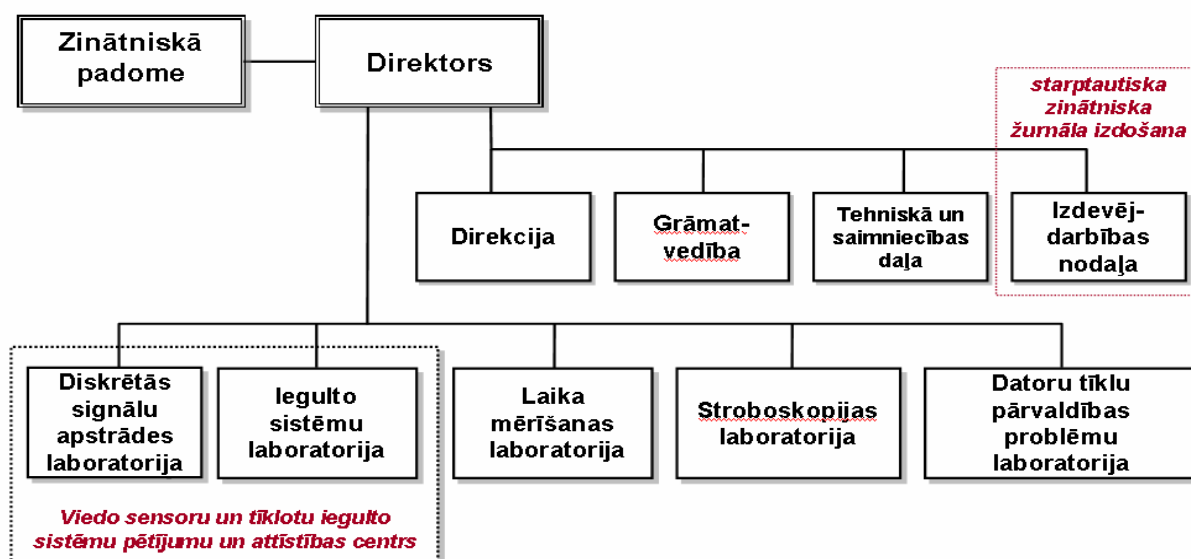 Zinātniskā
padome
Direktors
starptautiska
zinātniska
žurnāla izdošana
Direkcija
Grāmat-
vedība
Tehniskā un
saimniecības
daļa
Izdevēj-
darbības
nodaļa
Diskrētās
signālu
apstrādes
laboratorija
Iegulto
sistēmu
laboratorija
Laika
mērīšanas
laboratorija
Stroboskopijas
laboratorija
Datoru tīklu
pārvaldības
problēmu
laboratorija
Viedo sensoru un tīklotu iegulto
sistēmu pētījumu un attīstības centrs